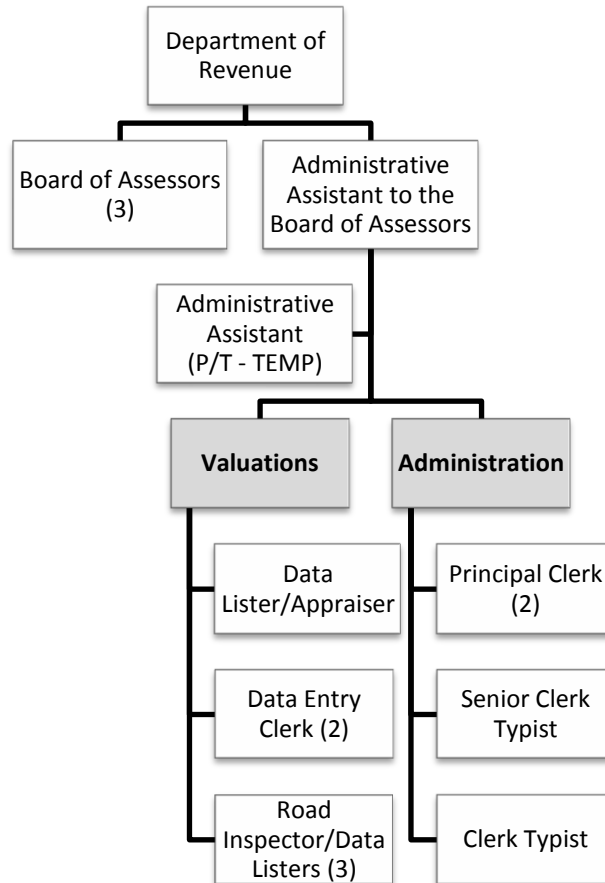 Department of
Revenue
Board of Assessors
(3)
Administrative
Assistant to the
Board of Assessors
Administrative
Assistant
(P/T - TEMP)
Valuations
Administration
Data
Lister/Appraiser
Principal Clerk
(2)
Data Entry
Clerk (2)
Senior Clerk
Typist
Road
Inspector/Data
Listers (3)
Clerk Typist